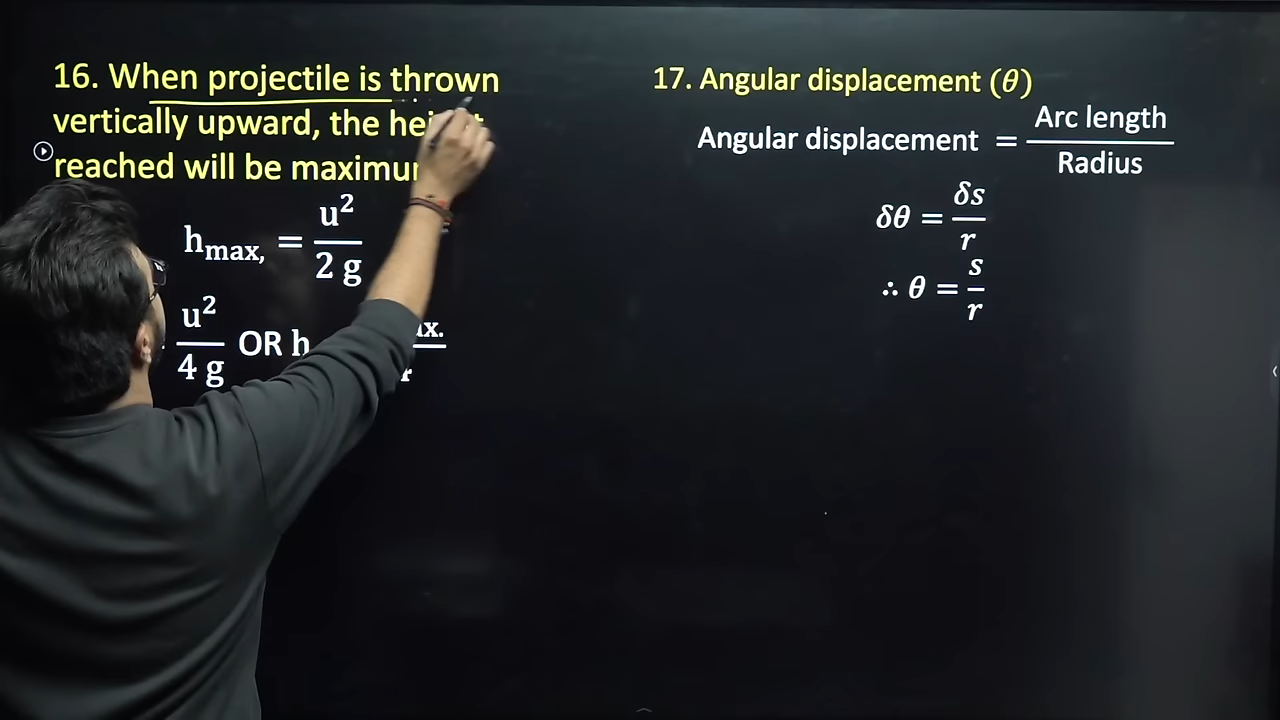 16. When projectile is thrown
vertically upward, the
reached will be
h_max, = u²/2 g
u²/4 g OR h
17. Angular displacement (θ)
Angular displacement = Arc length/Radius
δθ = δs/r
∴ θ = s/r